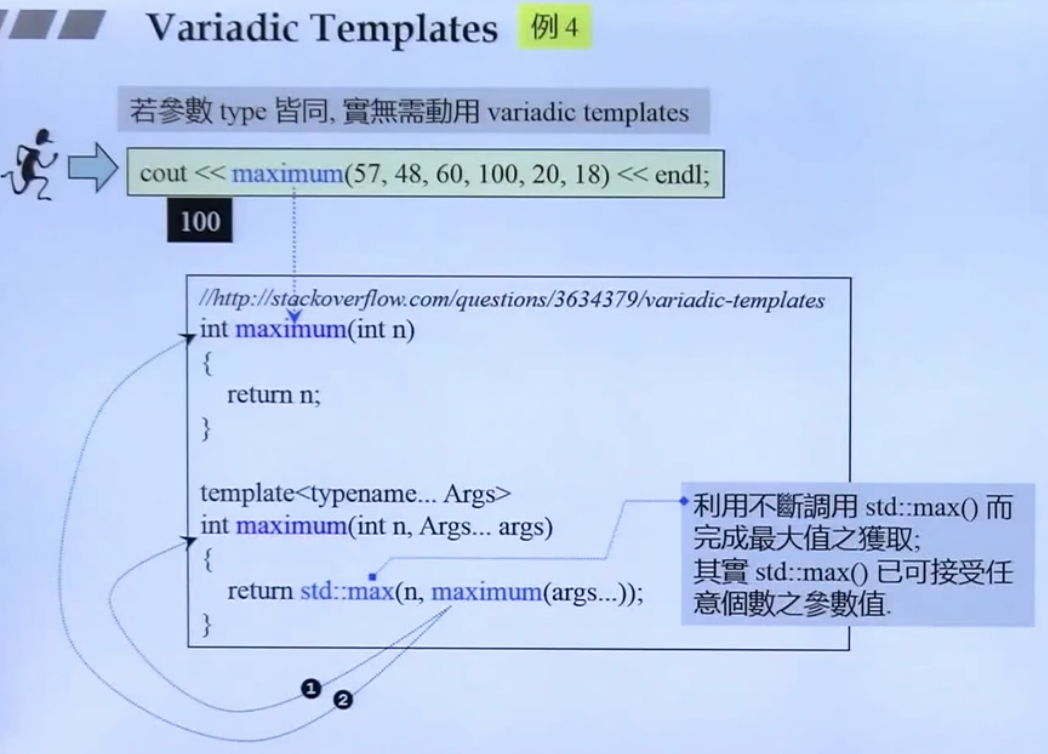 Variadic Templates 例 4
若參數 type 皆同, 實無需動用 variadic templates
cout << maximum(57, 48, 60, 100, 20, 18) << endl;
100
//http://stackoverflow.com/questions/3634379/variadic-templates
int maximum(int n)
{
return n;
}
template<typename... Args>
int maximum(int n, Args... args)
{
return std::max(n, maximum(args...));
}
利用不斷調用 std::max() 而
完成最大值之獲取;
其實 std::max() 已可接受任
意個數之參數值.
❶
❷